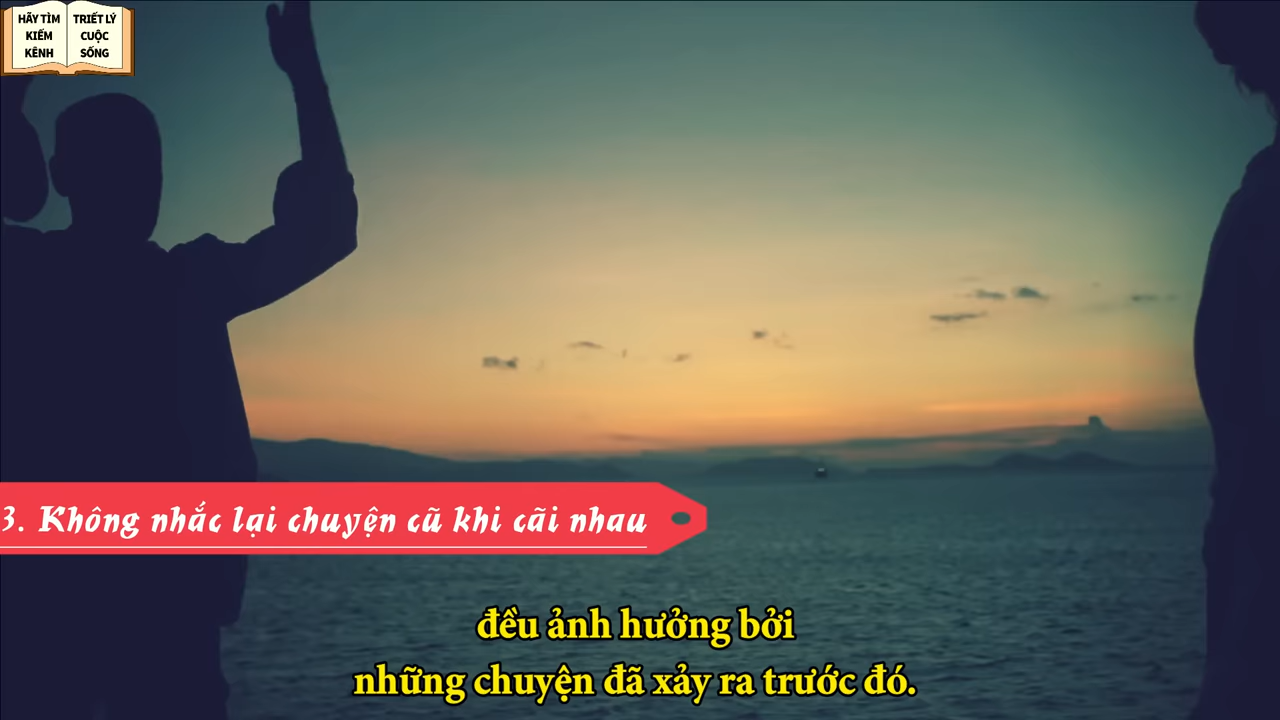 HÃY TÌM
KIẾM
KÊNH
TRIẾT LÝ
CUỘC
SỐNG
3. Không nhắc lại chuyện cũ khi cãi nhau
đều ảnh hưởng bởi
những chuyện đã xảy ra trước đó.